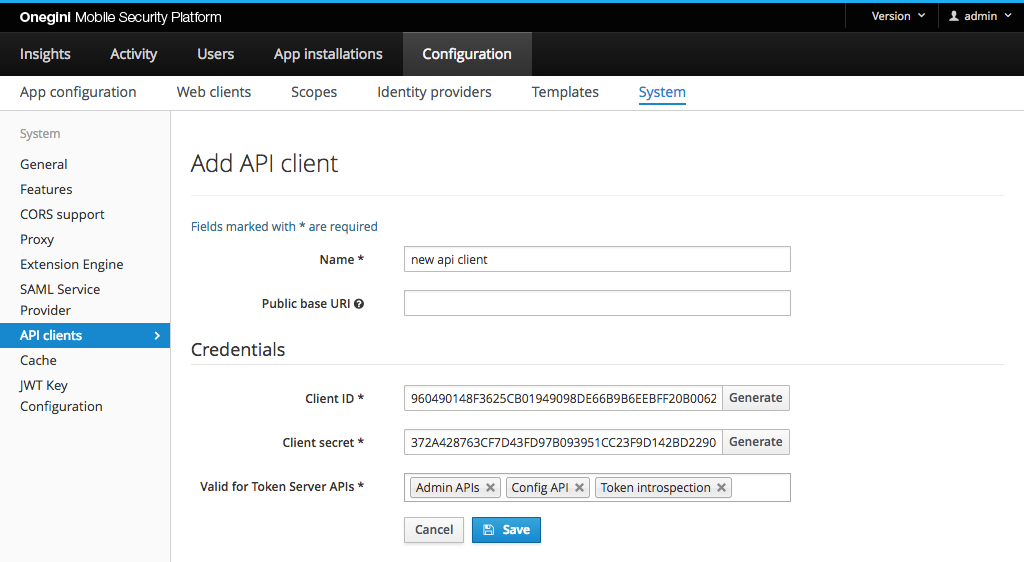 Onegini Mobile Security Platform
Version
admin
Insights
Activity
Users
App installations
Configuration
App configuration
Web clients
Scopes
Identity providers
Templates
System
System
General
Features
CORS support
Proxy
Extension Engine
SAML Service
Provider
API clients
Cache
JWT Key
Configuration
Add API client
Fields marked with * are required
Name *
new api client
Public base URI
Credentials
Client ID *
960490148F3625CB01949098DE66B9B6EEBFF20B0062
Generate
Client secret *
372A428763CF7D43FD97B093951CC23F9D142BD2290
Generate
Valid for Token Server APIs *
Admin APIs
Config API
Token introspection
Cancel
Save